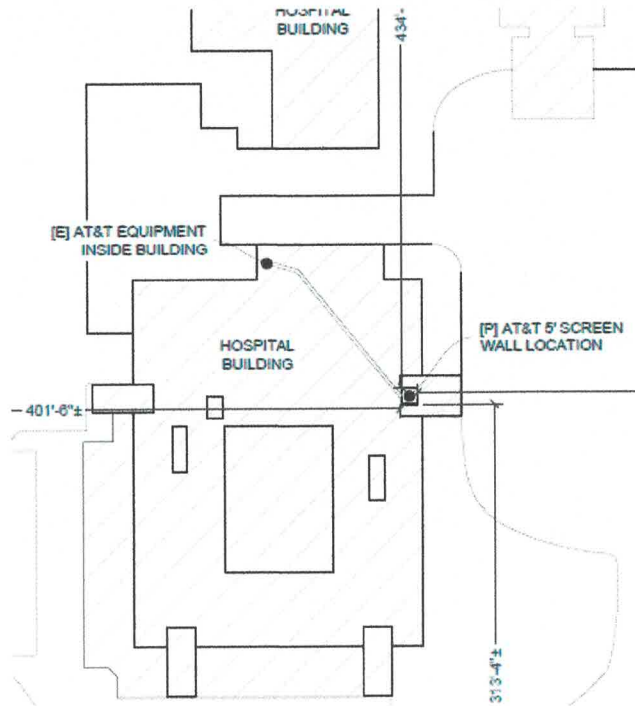 HOSPITAL
BUILDING
434'-
[E] AT&T EQUIPMENT
INSIDE BUILDING
HOSPITAL
BUILDING
[P] AT&T 5' SCREEN
WALL LOCATION
401'-6"±
313'-4"±